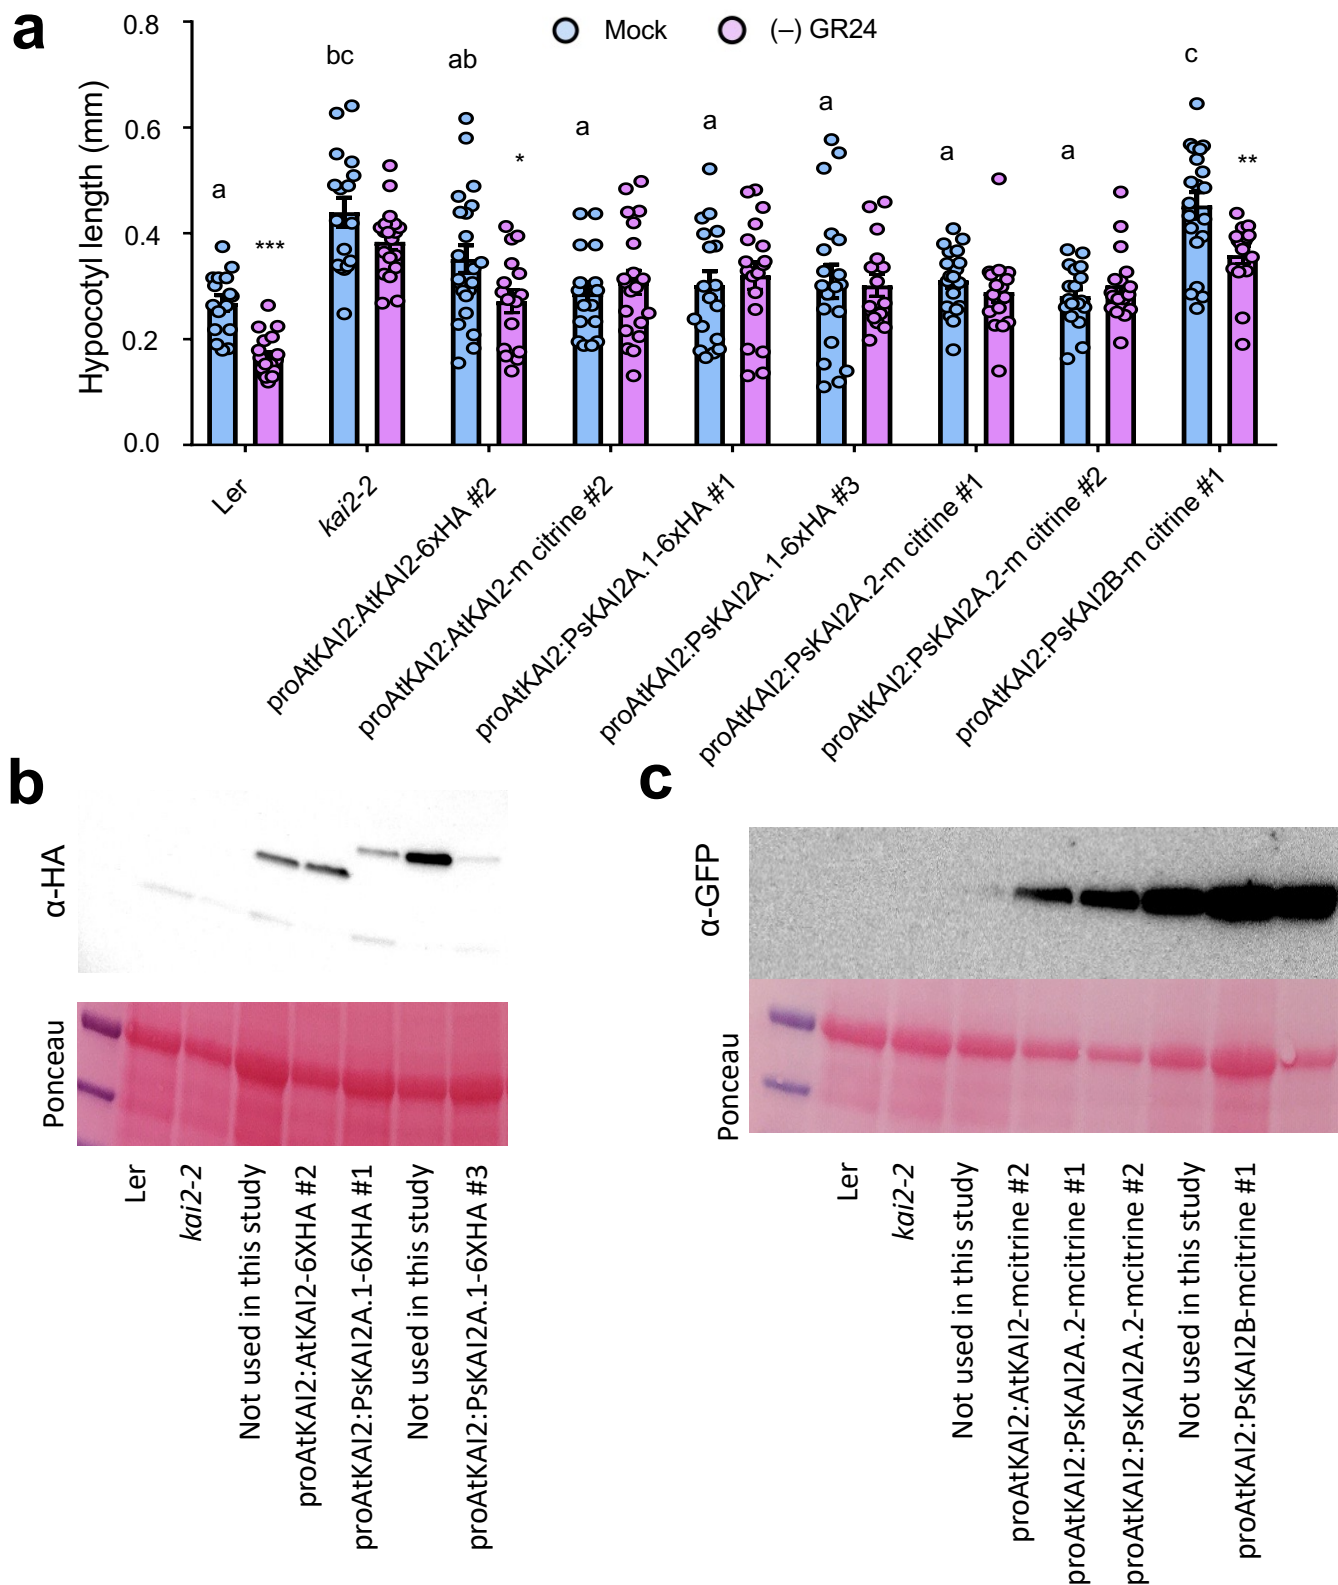 a
Mock
(–) GR24
Hypocotyl length (mm)
0.8
0.6
0.4
0.2
0.0
a
***
bc
ab
*
a
a
a
a
a
c
**
Ler
kai2-2
proAtKAI2:AtKAI2-6xHA #2
proAtKAI2:AtKAI2-m citrine #2
proAtKAI2:PsKAI2A.1-6xHA #1
proAtKAI2:PsKAI2A.1-6xHA #3
proAtKAI2:PsKAI2A.2-m citrine #1
proAtKAI2:PsKAI2A.2-m citrine #2
proAtKAI2:PsKAI2B-m citrine #1
b
α-HA
Ponceau
Ler
kai2-2
Not used in this study
proAtKAI2:AtKAI2-6XHA #2
proAtKAI2:PsKAI2A.1-6XHA #1
Not used in this study
proAtKAI2:PsKAI2A.1-6XHA #3
c
α-GFP
Ponceau
Ler
kai2-2
Not used in this study
proAtKAI2:AtKAI2-mcitrine #2
proAtKAI2:PsKAI2A.2-mcitrine #1
proAtKAI2:PsKAI2A.2-mcitrine #2
Not used in this study
proAtKAI2:PsKAI2B-mcitrine #1